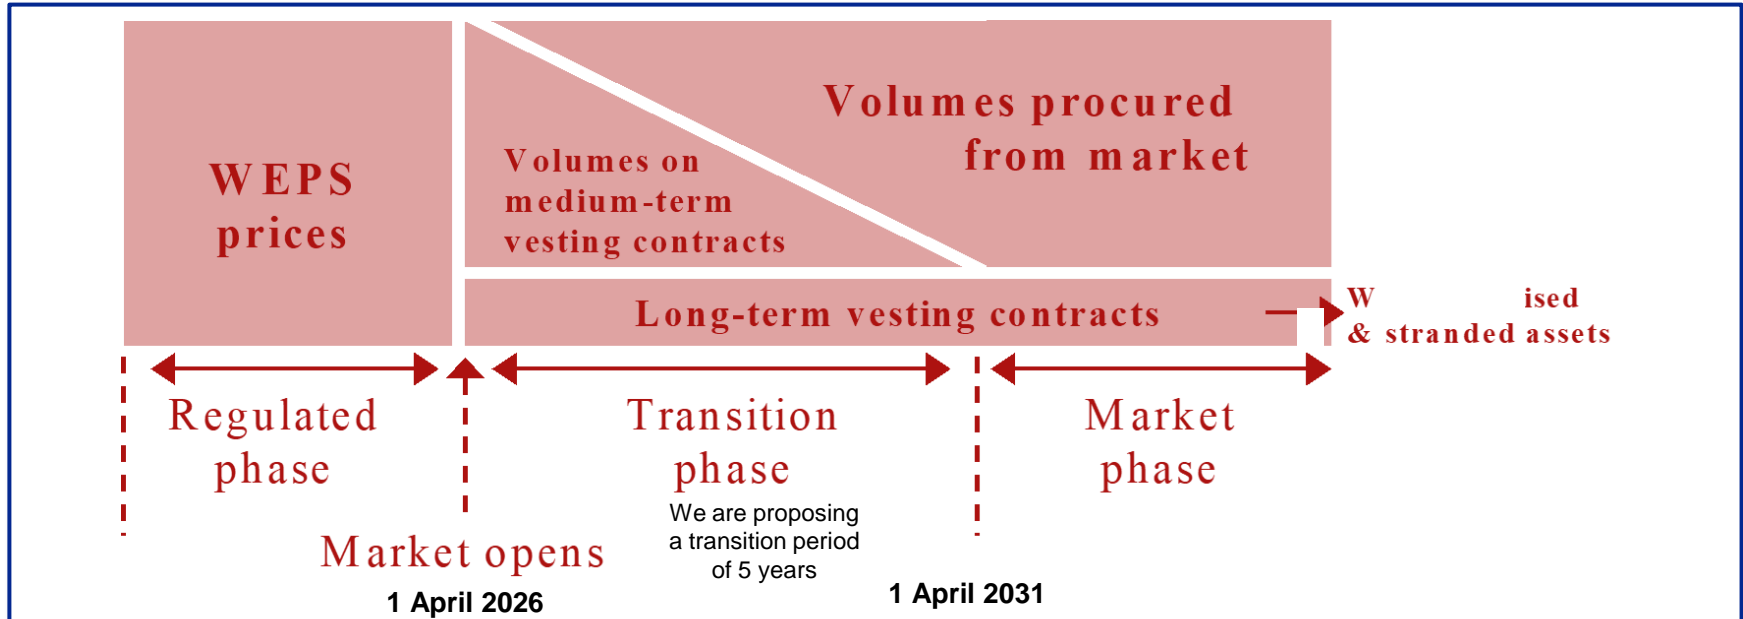 WEPS
prices
Volumes on
medium-term
vesting contracts
Volumes procured
from market
Long-term vesting contracts
W ised
& stranded assets
Regulated
phase
Transition
phase
We are proposing
a transition period
of 5 years
Market
phase
Market opens
1 April 2026
1 April 2031